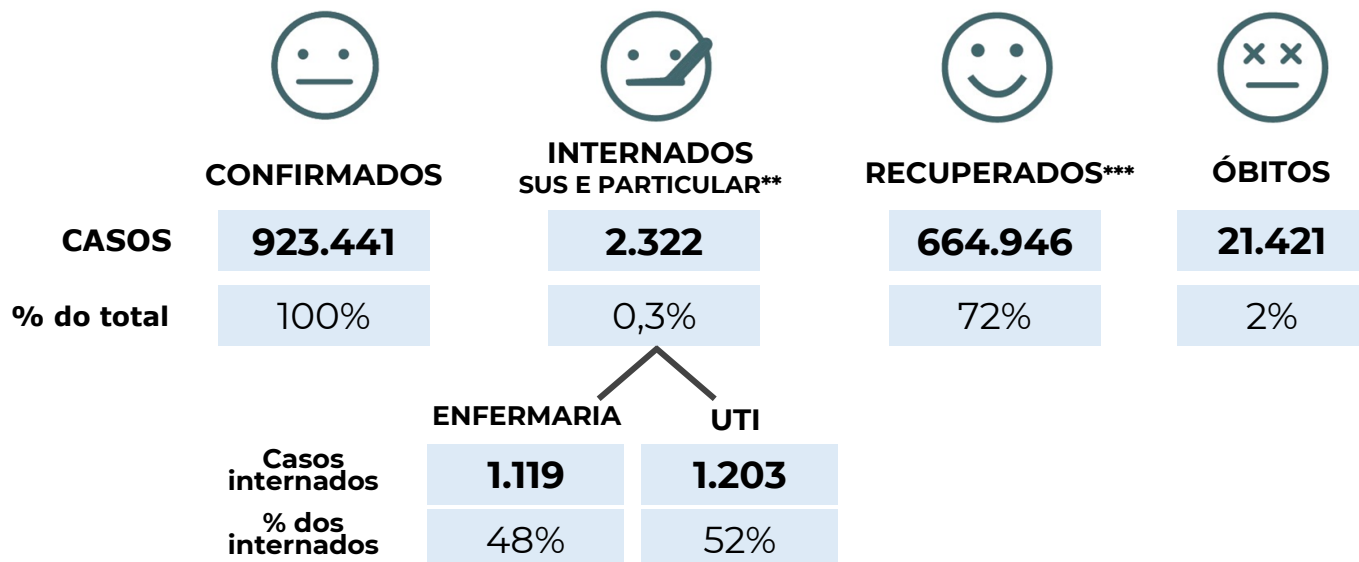 CONFIRMADOS
INTERNADOS
SUS E PARTICULAR**
RECUPERADOS***
ÓBITOS
CASOS 923.441 2.322 664.946 21.421
% do total 100% 0,3% 72% 2%
ENFERMARIA UTI
Casos
internados
1.119 1.203
% dos
internados
48% 52%